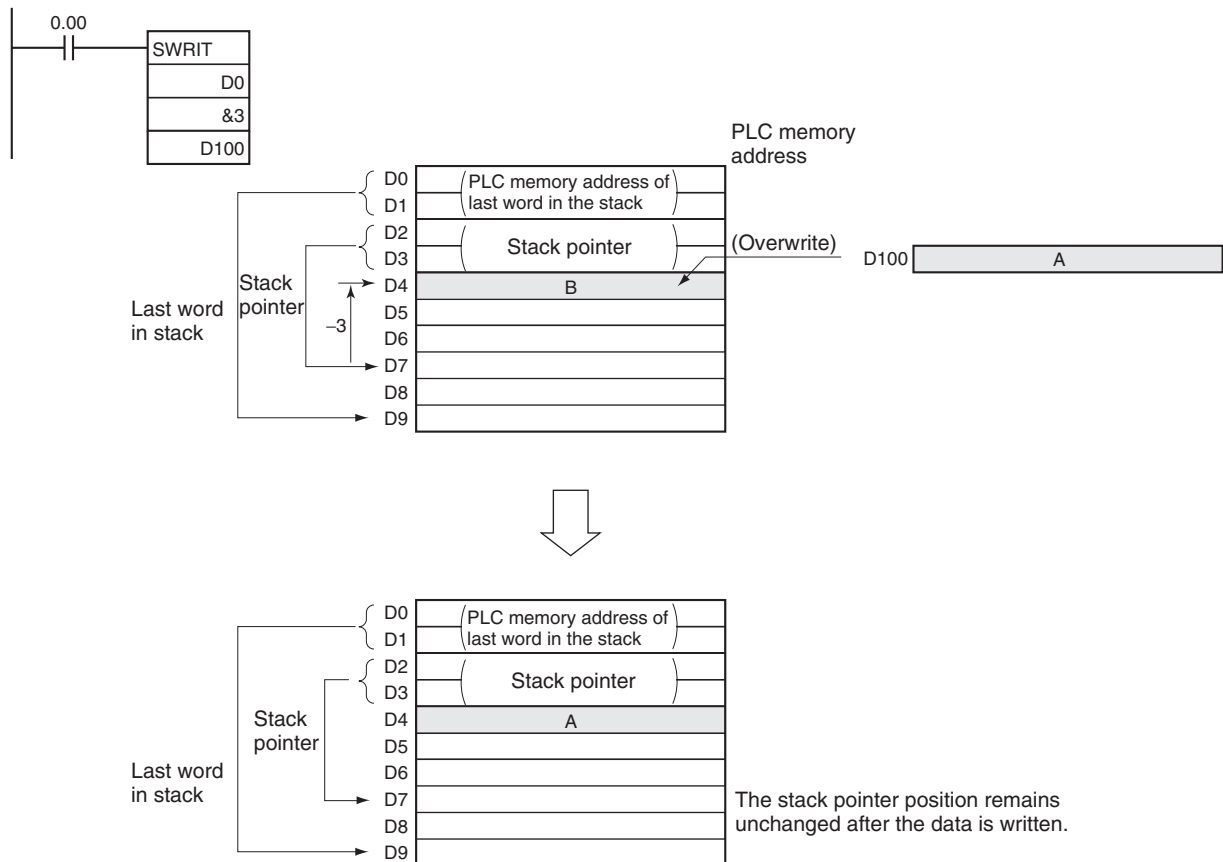 0.00
SWRIT
D0
&3
D100
PLC memory
address
D0
D1
D2
D3
D4
D5
D6
D7
D8
D9
(PLC memory address of
last word in the stack)
(Stack pointer)
B
(Overwrite)
D100
A
Stack
pointer
–3
Last word
in stack
D0
D1
D2
D3
D4
D5
D6
D7
D8
D9
(PLC memory address of
last word in the stack)
(Stack pointer)
A
Stack
pointer
Last word
in stack
The stack pointer position remains
unchanged after the data is written.